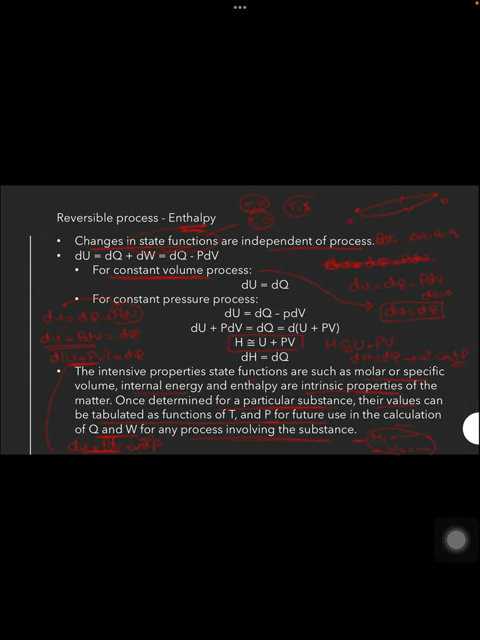 Reversible process - Enthalpy
• Changes in state functions are independent of process.
• dU = dQ + dW = dQ - PdV
• For constant volume process:
dU = dQ
• For constant pressure process:
dU = dQ – pdV
dU + PdV = dQ = d(U + PV)
H ≅ U + PV
dH = dQ
• The intensive properties state functions are such as molar or specific
volume, internal energy and enthalpy are intrinsic properties of the
matter. Once determined for a particular substance, their values can
be tabulated as functions of T, and P for future use in the calculation
of Q and W for any process involving the substance.
dU = dQ - PdV
dU = dQ
dU = dQ - PdV
dU + PdV = dQ
d(U + PV) = dQ
H ≅ U + PV